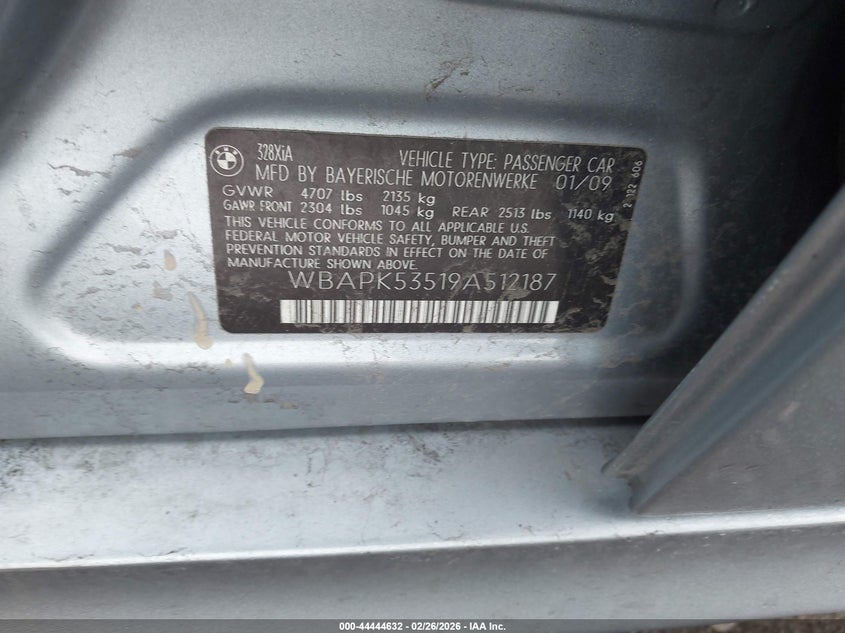 BMW
328XiA
VEHICLE TYPE: PASSENGER CAR
MFD BY BAYERISCHE MOTORENWERKE 01/09
GVWR 4707 lbs 2135 kg
GAWR FRONT 2304 lbs 1045 kg REAR 2513 lbs 1140 kg
THIS VEHICLE CONFORMS TO ALL APPLICABLE U.S.
FEDERAL MOTOR VEHICLE SAFETY, BUMPER AND THEFT
PREVENTION STANDARDS IN EFFECT ON THE DATE OF
MANUFACTURE SHOWN ABOVE.
WBAPK53519A512187
606
000-44444632 - 02/26/2026 - IAA Inc.